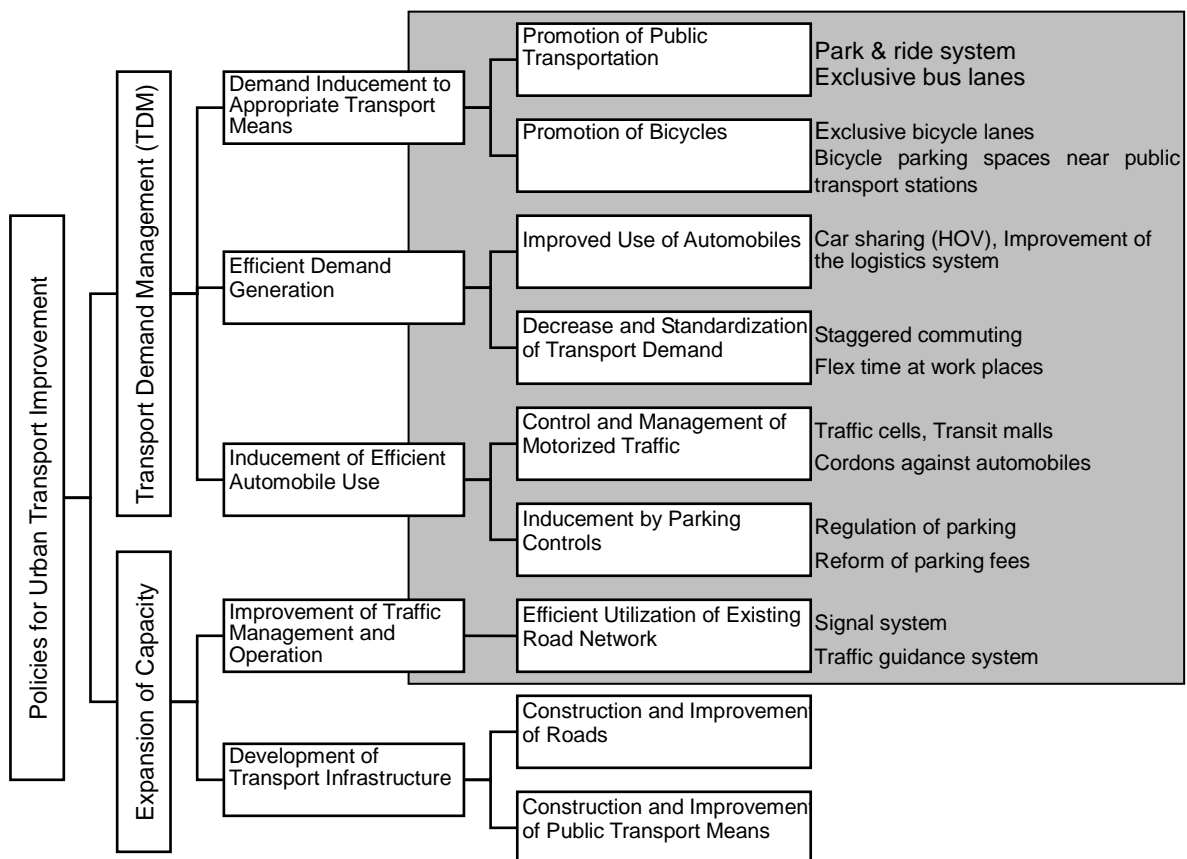 Policies for Urban Transport Improvement
Transport Demand Management (TDM)
Demand Inducement to
Appropriate Transport
Means
Promotion of Public
Transportation
Park & ride system
Exclusive bus lanes
Promotion of Bicycles
Exclusive bicycle lanes
Bicycle parking spaces near public
transport stations
Efficient Demand
Generation
Improved Use of Automobiles
Car sharing (HOV), Improvement of
the logistics system
Decrease and Standardization
of Transport Demand
Staggered commuting
Flex time at work places
Inducement of Efficient
Automobile Use
Control and Management of
Motorized Traffic
Traffic cells, Transit malls
Cordons against automobiles
Inducement by Parking
Controls
Regulation of parking
Reform of parking fees
Expansion of Capacity
Improvement of Traffic
Management and
Operation
Efficient Utilization of Existing
Road Network
Signal system
Traffic guidance system
Development of
Transport Infrastructure
Construction and Improvement
of Roads
Construction and Improvement
of Public Transport Means